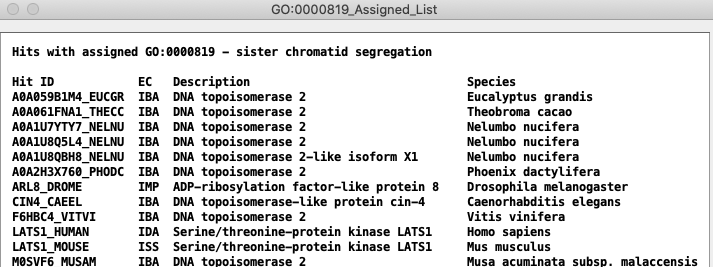 GO:0000819_Assigned_List
Hits with assigned GO:0000819 - sister chromatid segregation
Hit ID EC Description Species
A0A059B1M4_EUCGR IBA DNA topoisomerase 2 Eucalyptus grandis
A0A061FNA1_THECC IBA DNA topoisomerase 2 Theobroma cacao
A0A1U7YTY7_NELNU IBA DNA topoisomerase 2 Nelumbo nucifera
A0A1U8Q5L4_NELNU IBA DNA topoisomerase 2 Nelumbo nucifera
A0A1U8QBH8_NELNU IBA DNA topoisomerase 2-like isoform X1 Nelumbo nucifera
A0A2H3X760_PHODC IBA DNA topoisomerase 2 Phoenix dactylifera
ARL8_DROME IMP ADP-ribosylation factor-like protein 8 Drosophila melanogaster
CIN4_CAEEL IBA DNA topoisomerase-like protein cin-4 Caenorhabditis elegans
F6HBC4_VITVI IBA DNA topoisomerase 2 Vitis vinifera
LATS1_HUMAN IDA Serine/threonine-protein kinase LATS1 Homo sapiens
LATS1_MOUSE ISS Serine/threonine-protein kinase LATS1 Mus musculus
M0SVF6_MUSAM IBA DNA topoisomerase 2 Musa acuminata subsp. malaccensis